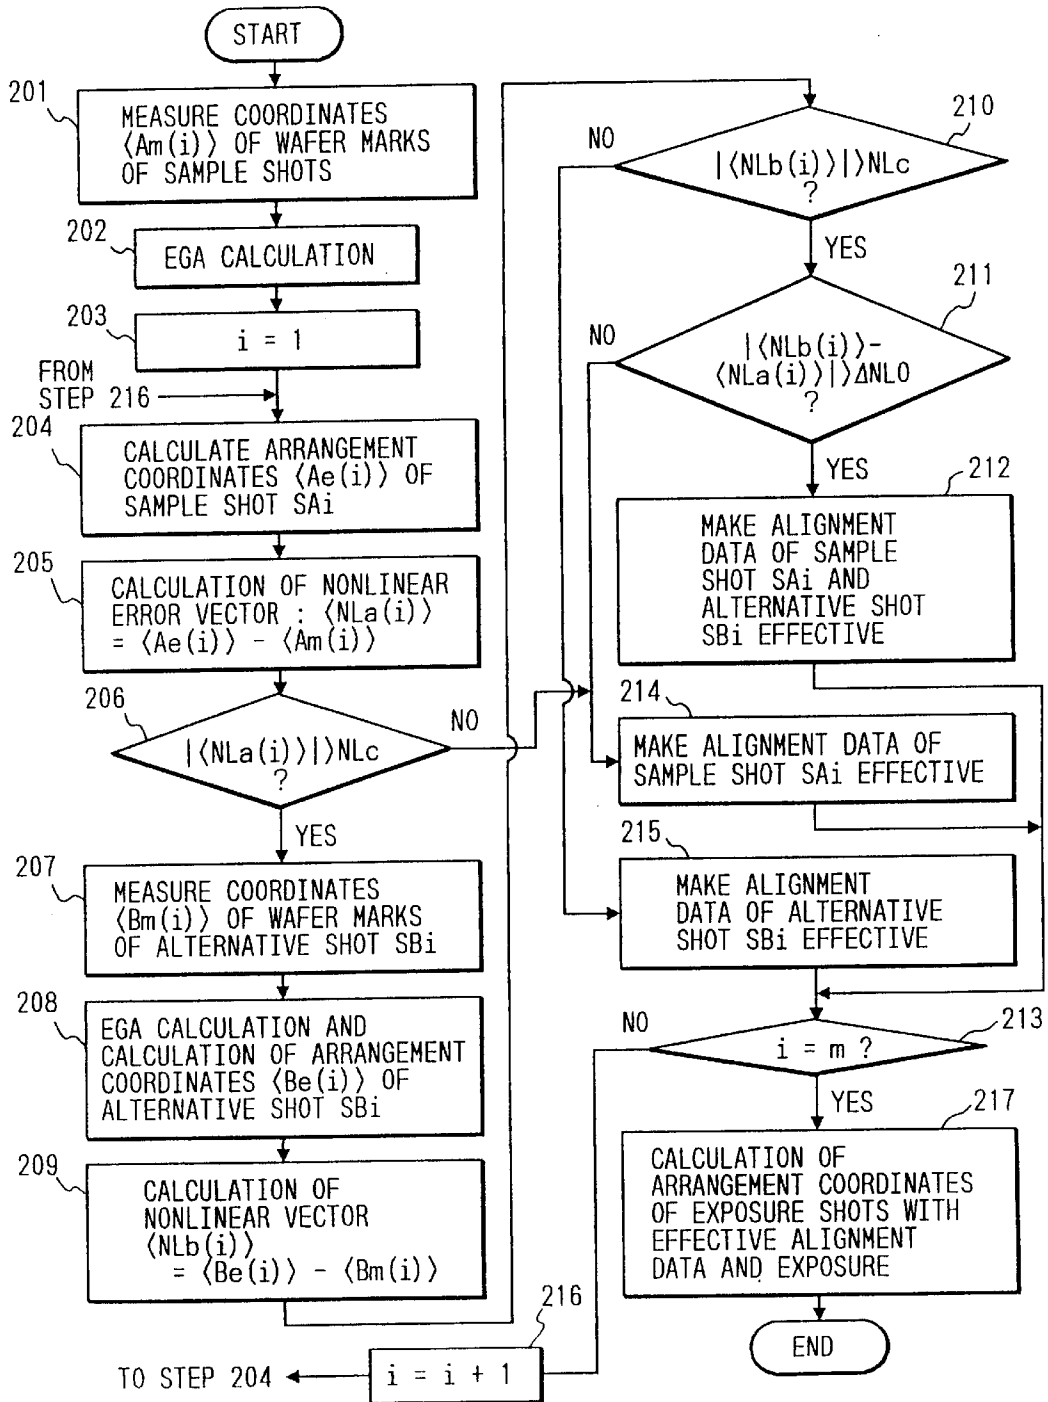 START
201
MEASURE COORDINATES
⟨Am(i)⟩ OF WAFER MARKS
OF SAMPLE SHOTS
202
EGA CALCULATION
203
i = 1
FROM
STEP 216
204
CALCULATE ARRANGEMENT
COORDINATES ⟨Ae(i)⟩ OF
SAMPLE SHOT SAi
205
CALCULATION OF NONLINEAR
ERROR VECTOR : ⟨NLa(i)⟩
= ⟨Ae(i)⟩ - ⟨Am(i)⟩
206
|⟨NLa(i)⟩|⟩NLc
?
NO
YES
207
MEASURE COORDINATES
⟨Bm(i)⟩ OF WAFER MARKS
OF ALTERNATIVE SHOT SBi
208
EGA CALCULATION AND
CALCULATION OF ARRANGEMENT
COORDINATES ⟨Be(i)⟩ OF
ALTERNATIVE SHOT SBi
209
CALCULATION OF
NONLINEAR VECTOR
⟨NLb(i)⟩
= ⟨Be(i)⟩ - ⟨Bm(i)⟩
210
|⟨NLb(i)⟩|⟩NLc
?
NO
YES
211
|⟨NLb(i)⟩-
⟨NLa(i)⟩|⟩ΔNLO
?
NO
YES
212
MAKE ALIGNMENT
DATA OF SAMPLE
SHOT SAi AND
ALTERNATIVE SHOT
SBi EFFECTIVE
214
MAKE ALIGNMENT DATA OF
SAMPLE SHOT SAi EFFECTIVE
215
MAKE ALIGNMENT
DATA OF ALTERNATIVE
SHOT SBi EFFECTIVE
213
i = m ?
NO
YES
217
CALCULATION OF
ARRANGEMENT COORDINATES
OF EXPOSURE SHOTS WITH
EFFECTIVE ALIGNMENT
DATA AND EXPOSURE
END
216
i = i + 1
TO STEP 204